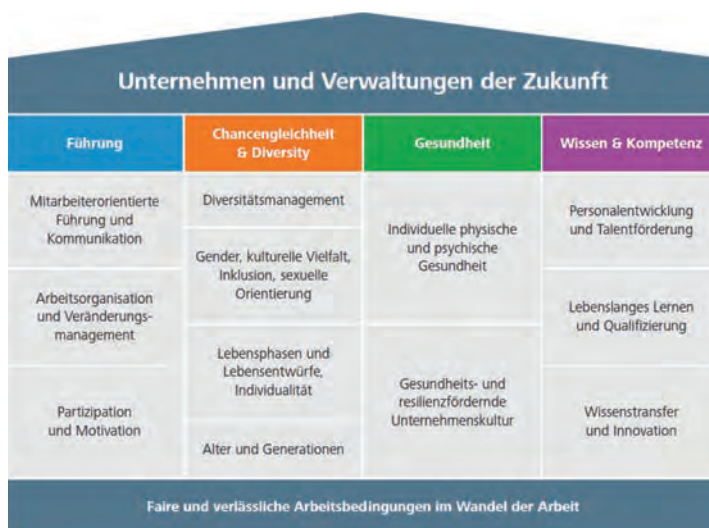 Unternehmen und Verwaltungen der Zukunft
Führung
Chancengleichheit
& Diversity
Gesundheit
Wissen & Kompetenz
Mitarbeiterorientierte
Führung und
Kommunikation
Arbeitsorganisation
und Veränderungs-
management
Partizipation
und Motivation
Diversitätsmanagement
Gender, kulturelle Vielfalt,
Inklusion, sexuelle
Orientierung
Lebensphasen und
Lebensentwürfe,
Individualität
Alter und Generationen
Individuelle physische
und psychische
Gesundheit
Gesundheits- und
resilienzfördernde
Unternehmenskultur
Personalentwicklung
und Talentförderung
Lebenslanges Lernen
und Qualifizierung
Wissenstransfer
und Innovation
Faire und verlässliche Arbeitsbedingungen im Wandel der Arbeit